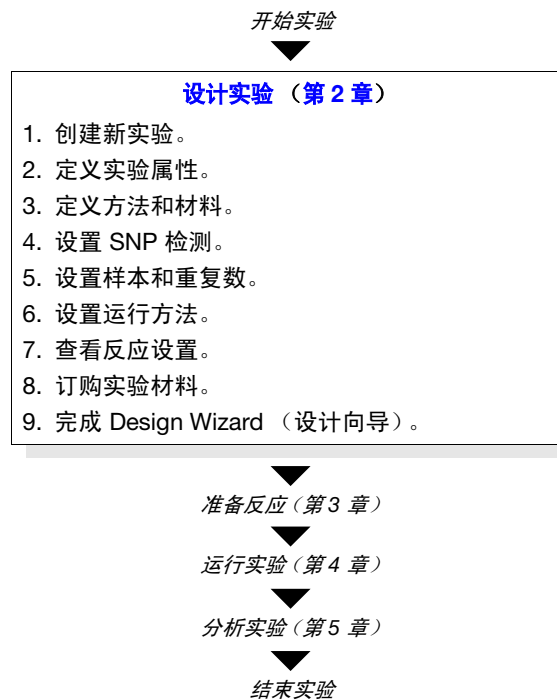 开始实验
设计实验 （第 2 章）
1. 创建新实验。
2. 定义实验属性。
3. 定义方法和材料。
4. 设置 SNP 检测。
5. 设置样本和重复数。
6. 设置运行方法。
7. 查看反应设置。
8. 订购实验材料。
9. 完成 Design Wizard （设计向导）。
准备反应（第 3 章）
运行实验（第 4 章）
分析实验（第 5 章）
结束实验